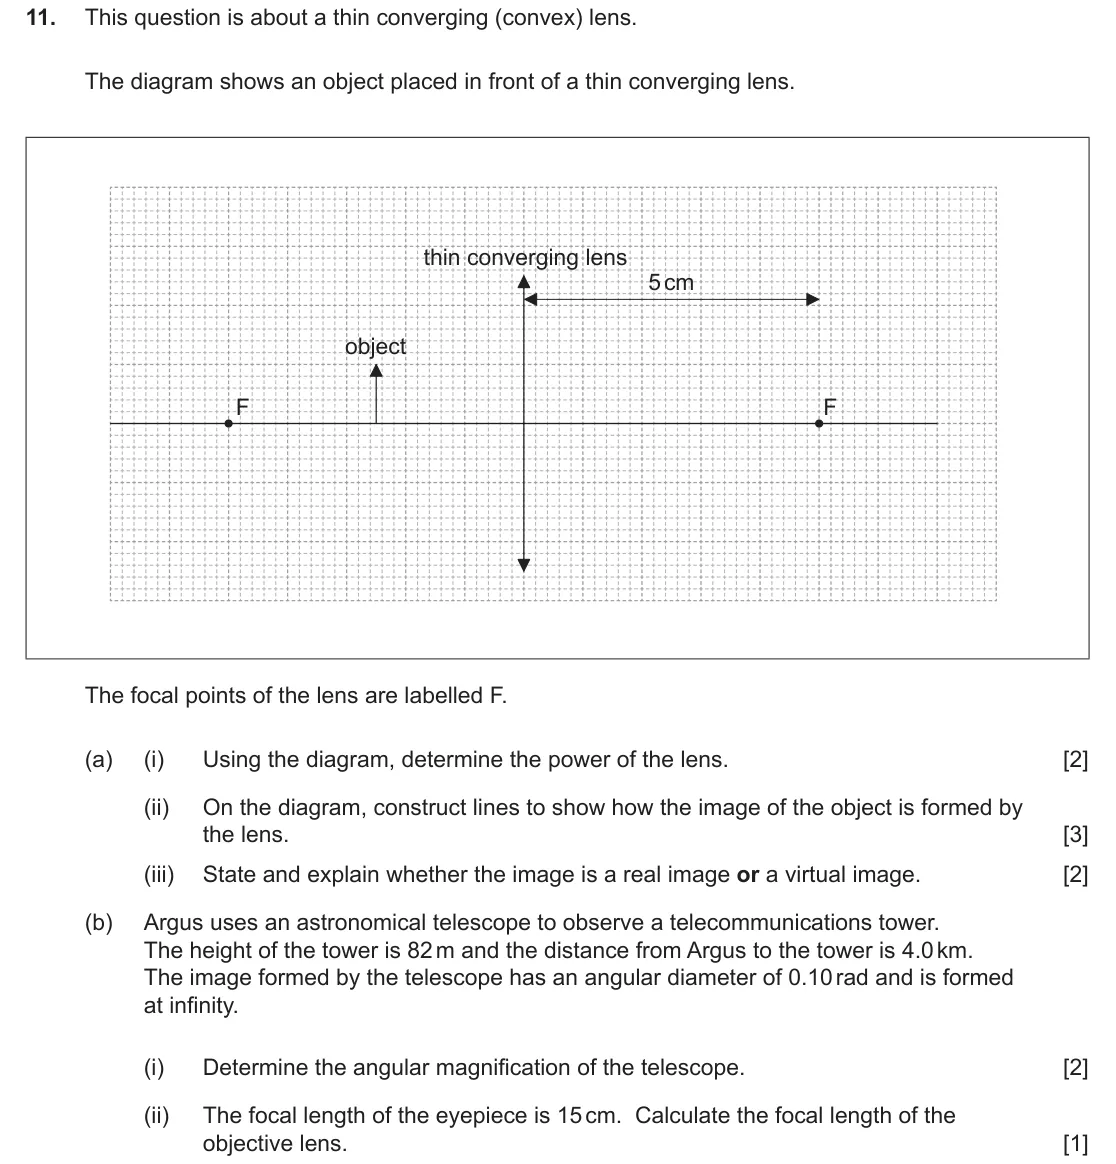 11. This question is about a thin converging (convex) lens.
The diagram shows an object placed in front of a thin converging lens.
thin converging lens
5 cm
object
F
F
The focal points of the lens are labelled F.
(a) (i) Using the diagram, determine the power of the lens. [2]
(ii) On the diagram, construct lines to show how the image of the object is formed by
the lens. [3]
(iii) State and explain whether the image is a real image or a virtual image. [2]
(b) Argus uses an astronomical telescope to observe a telecommunications tower.
The height of the tower is 82 m and the distance from Argus to the tower is 4.0 km.
The image formed by the telescope has an angular diameter of 0.10 rad and is formed
at infinity.
(i) Determine the angular magnification of the telescope. [2]
(ii) The focal length of the eyepiece is 15 cm. Calculate the focal length of the
objective lens. [1]